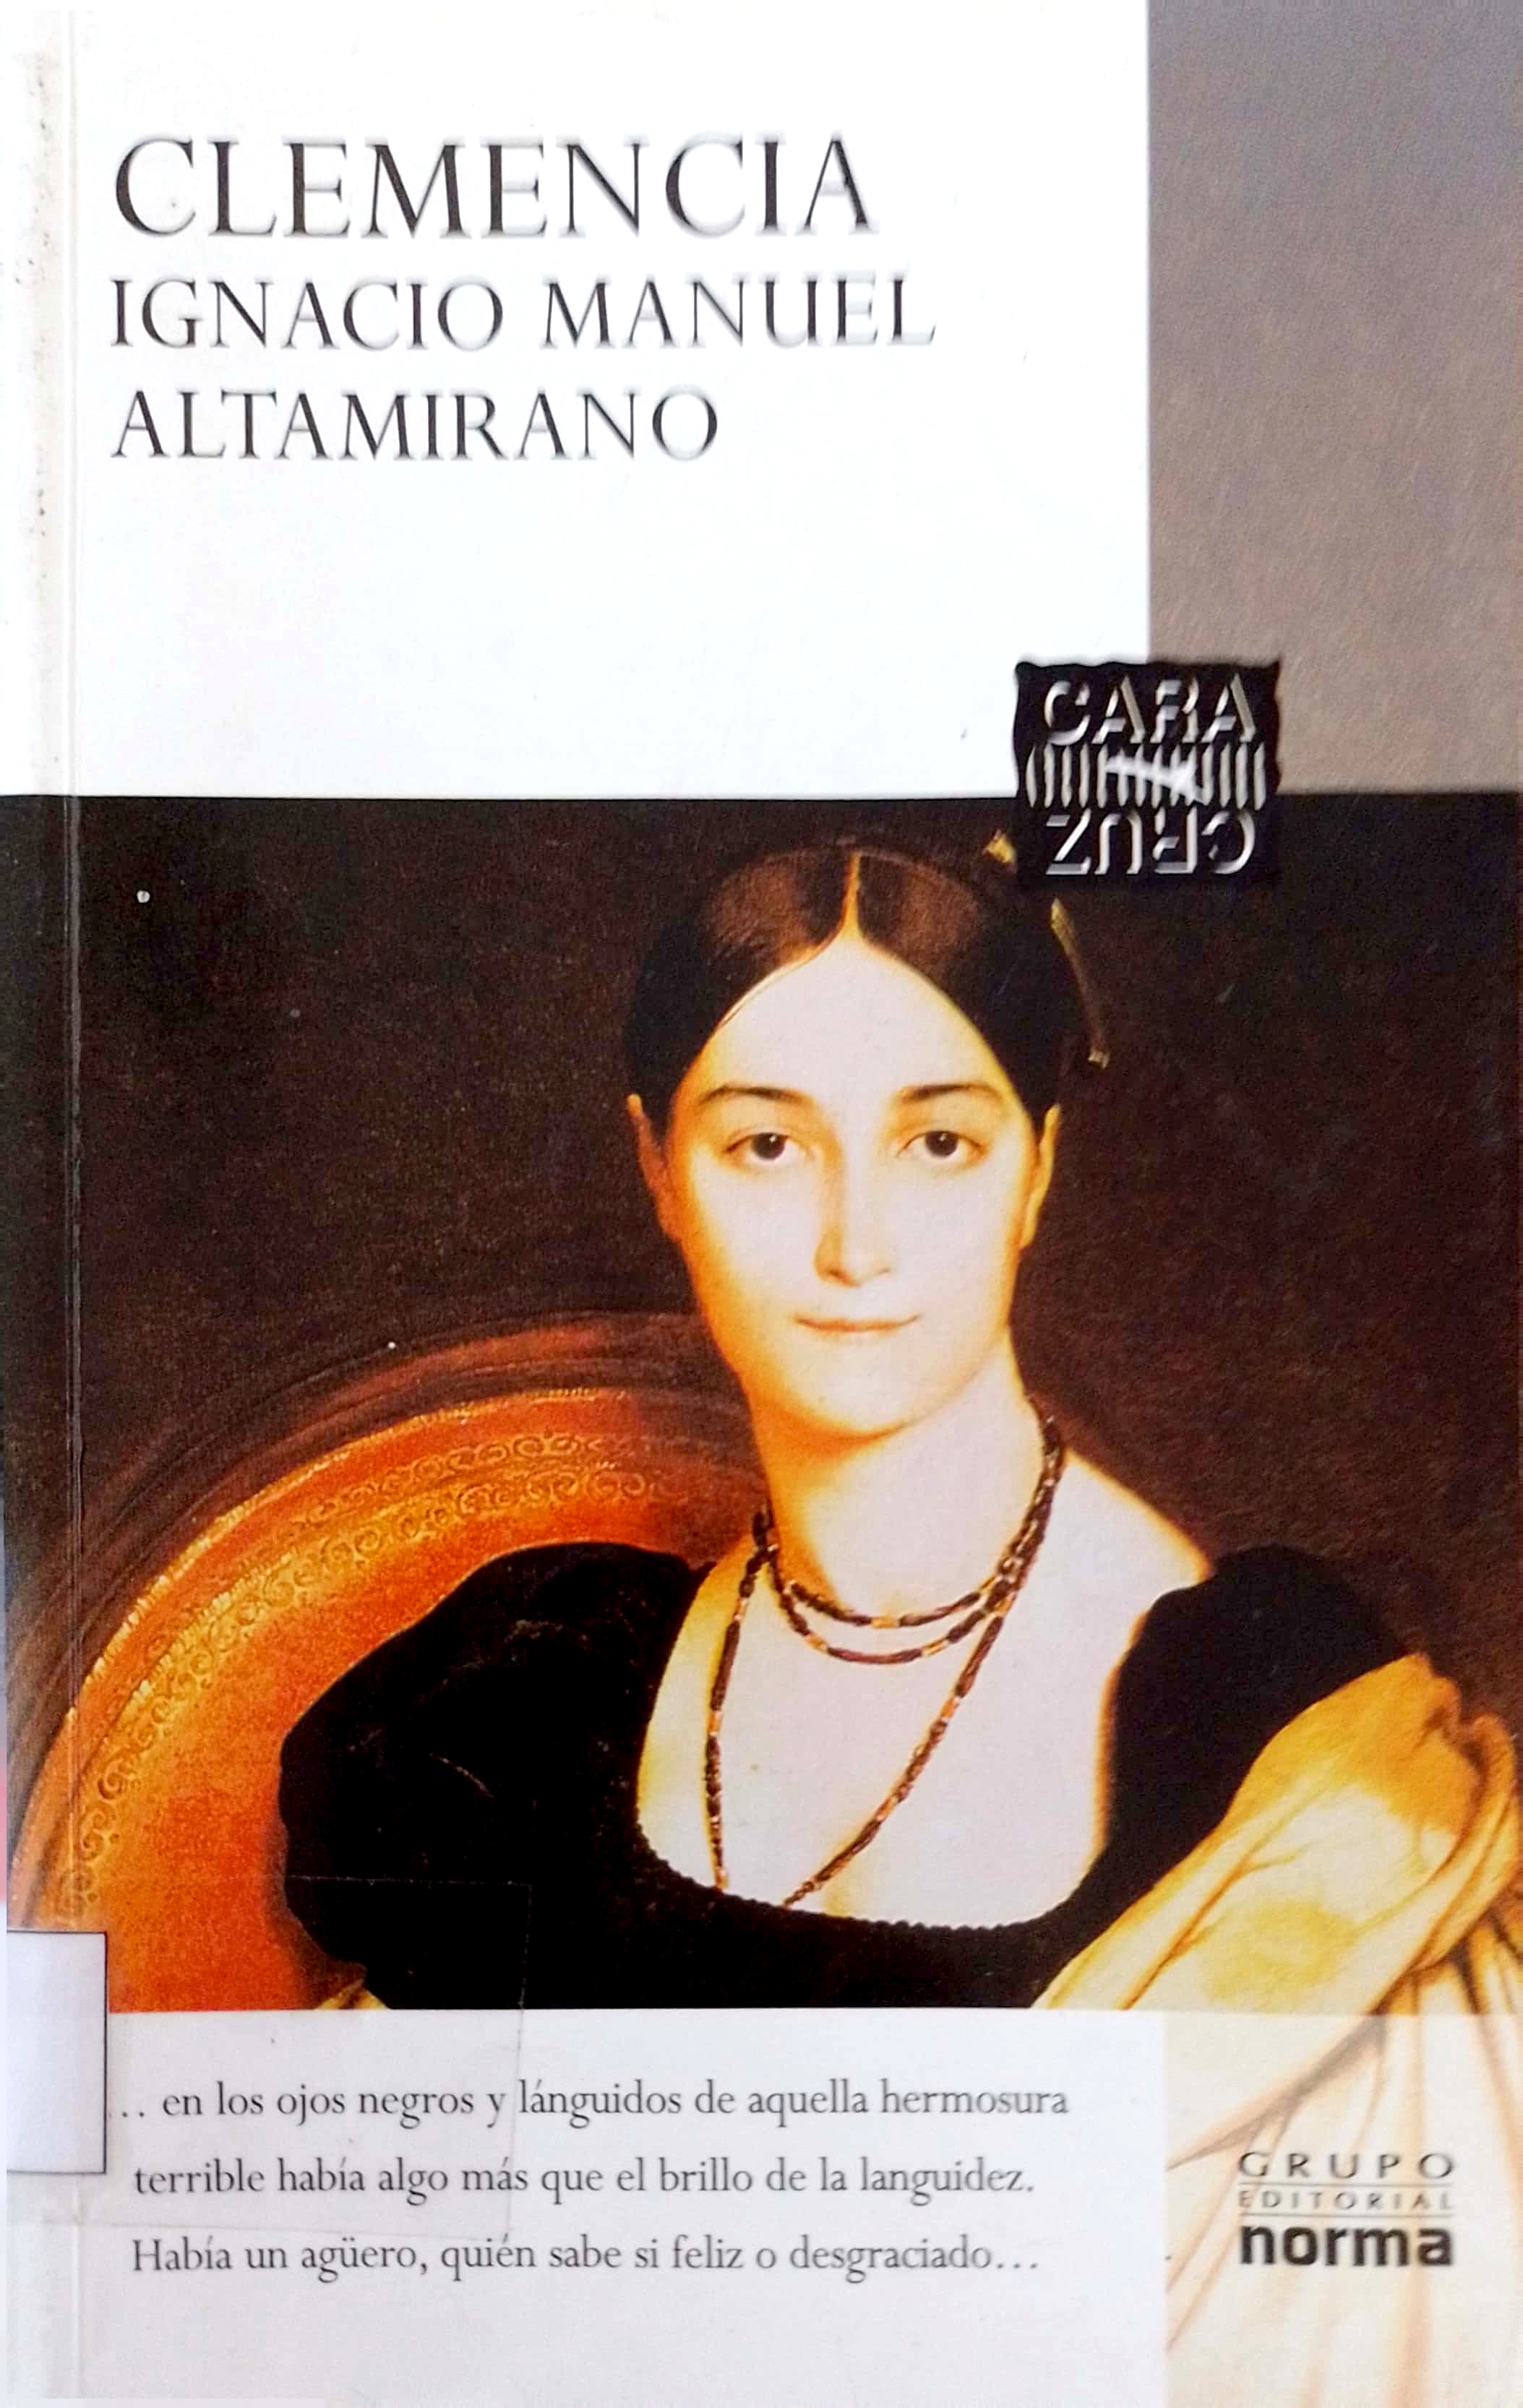 CLEMENCIA
IGNACIO MANUEL
ALTAMIRANO
CARA
CRUZ
.. en los ojos negros y lánguidos de aquella hermosura
terrible había algo más que el brillo de la languidez.
Había un agüero, quién sabe si feliz o desgraciado...
GRUPO
EDITORIAL
norma